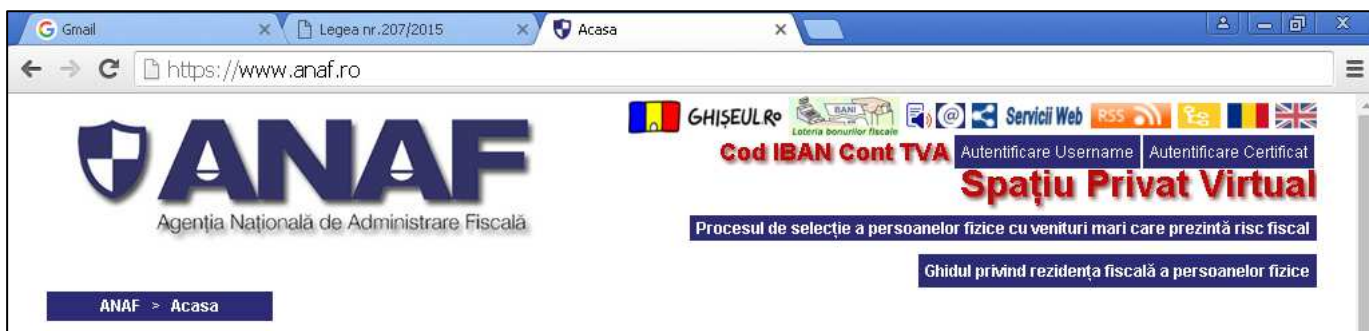 Gmail
Legea nr.207/2015
Acasa
https://www.anaf.ro
ANAF
Agenția Națională de Administrare Fiscală
GHIȘEUL.RO
BANI
Loteria bonurilor fiscale
@
Servicii Web
RSS
Cod IBAN Cont TVA
Autentificare Username
Autentificare Certificat
Spațiu Privat Virtual
Procesul de selecție a persoanelor fizice cu venituri mari care prezintă risc fiscal
Ghidul privind rezidența fiscală a persoanelor fizice
ANAF > Acasa